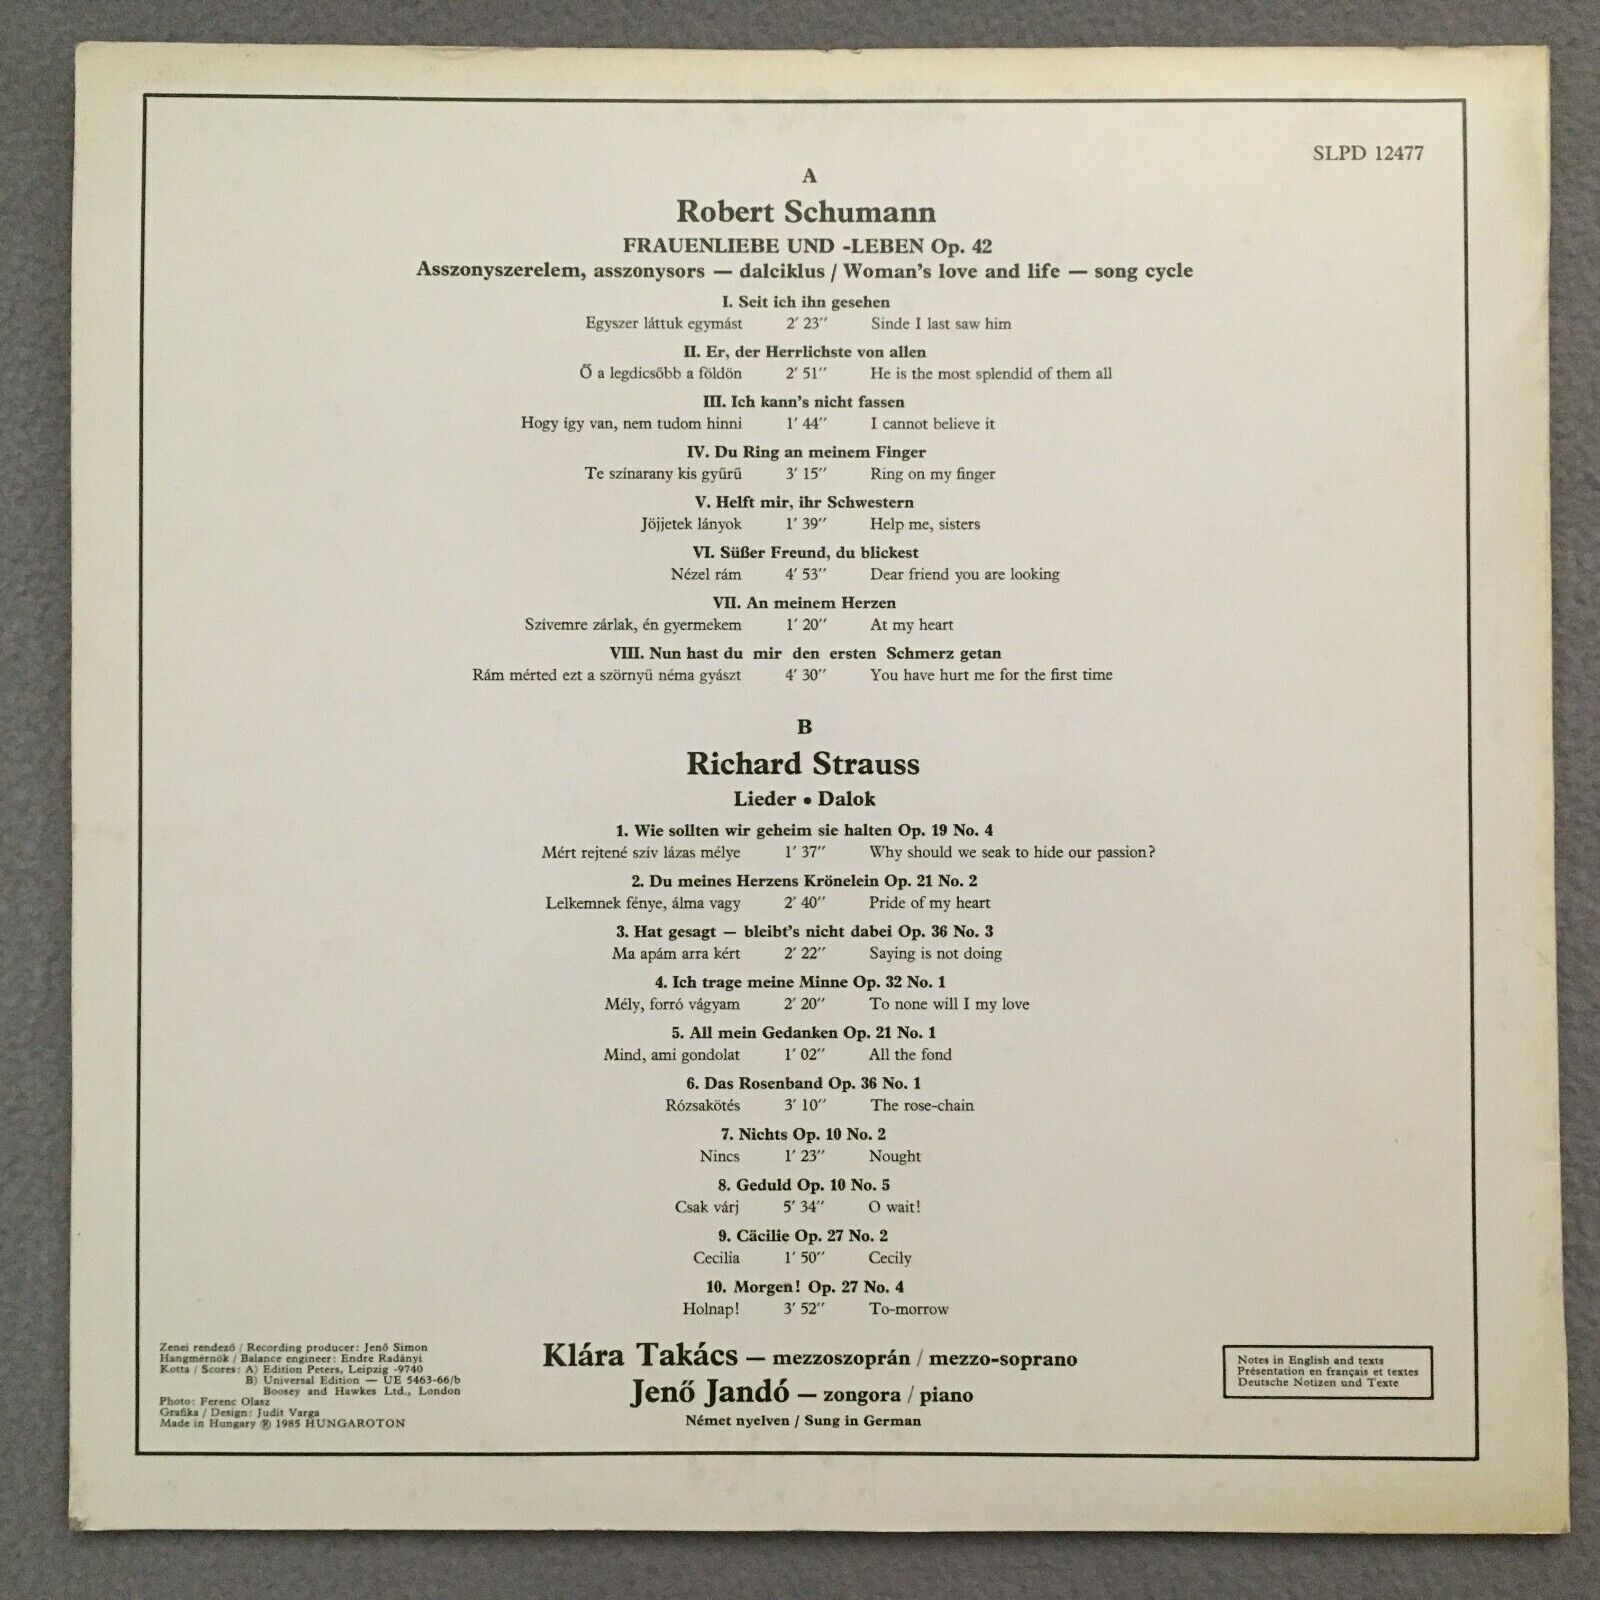 SLPD 12477
A
Robert Schumann
FRAUENLIEBE UND -LEBEN Op. 42
Asszonyszerelem, asszonysors — dalciklus / Woman's love and life — song cycle
I. Seit ich ihn gesehen
Egyszer láttuk egymást 2′ 23″ Sinde I last saw him
II. Er, der Herrlichste von allen
Ő a legdicsőbb a földön 2′ 51″ He is the most splendid of them all
III. Ich kann's nicht fassen
Hogy így van, nem tudom hinni 1′ 44″ I cannot believe it
IV. Du Ring an meinem Finger
Te színarany kis gyűrű 3′ 15″ Ring on my finger
V. Helft mir, ihr Schwestern
Jöjjetek lányok 1′ 39″ Help me, sisters
VI. Süßer Freund, du blickest
Nézel rám 4′ 53″ Dear friend you are looking
VII. An meinem Herzen
Szívemre zárlak, én gyermekem 1′ 20″ At my heart
VIII. Nun hast du mir den ersten Schmerz getan
Rám mérted ezt a szörnyű néma gyászt 4′ 30″ You have hurt me for the first time
B
Richard Strauss
Lieder • Dalok
1. Wie sollten wir geheim sie halten Op. 19 No. 4
Mért rejtené szív lázas mélye 1′ 37″ Why should we seak to hide our passion?
2. Du meines Herzens Krönelein Op. 21 No. 2
Lelkemnek fénye, álma vagy 2′ 40″ Pride of my heart
3. Hat gesagt — bleibt's nicht dabei Op. 36 No. 3
Ma apám arra kért 2′ 22″ Saying is not doing
4. Ich trage meine Minne Op. 32 No. 1
Mély, forró vágyam 2′ 20″ To none will I my love
5. All mein Gedanken Op. 21 No. 1
Mind, ami gondolat 1′ 02″ All the fond
6. Das Rosenband Op. 36 No. 1
Rózsakötés 3′ 10″ The rose-chain
7. Nichts Op. 10 No. 2
Nincs 1′ 23″ Nought
8. Geduld Op. 10 No. 5
Csak várj 5′ 34″ O wait!
9. Cäcilie Op. 27 No. 2
Cecilia 1′ 50″ Cecily
10. Morgen! Op. 27 No. 4
Holnap! 3′ 52″ To-morrow
Klára Takács — mezzoszoprán / mezzo-soprano
Jenő Jandó — zongora / piano
Német nyelven / Sung in German
Zenei rendező / Recording producer: Jenő Simon
Hangmérnök / Balance engineer: Endre Radányi
Kotta / Scores: A) Edition Peters, Leipzig -9740
B) Universal Edition — UE 5463-66/b
Boosey and Hawkes Ltd., London
Photo: Ferenc Olasz
Grafika / Design: Judit Varga
Made in Hungary ℗ 1985 HUNGAROTON
Notes in English and texts
Présentation en français et textes
Deutsche Notizen und Texte